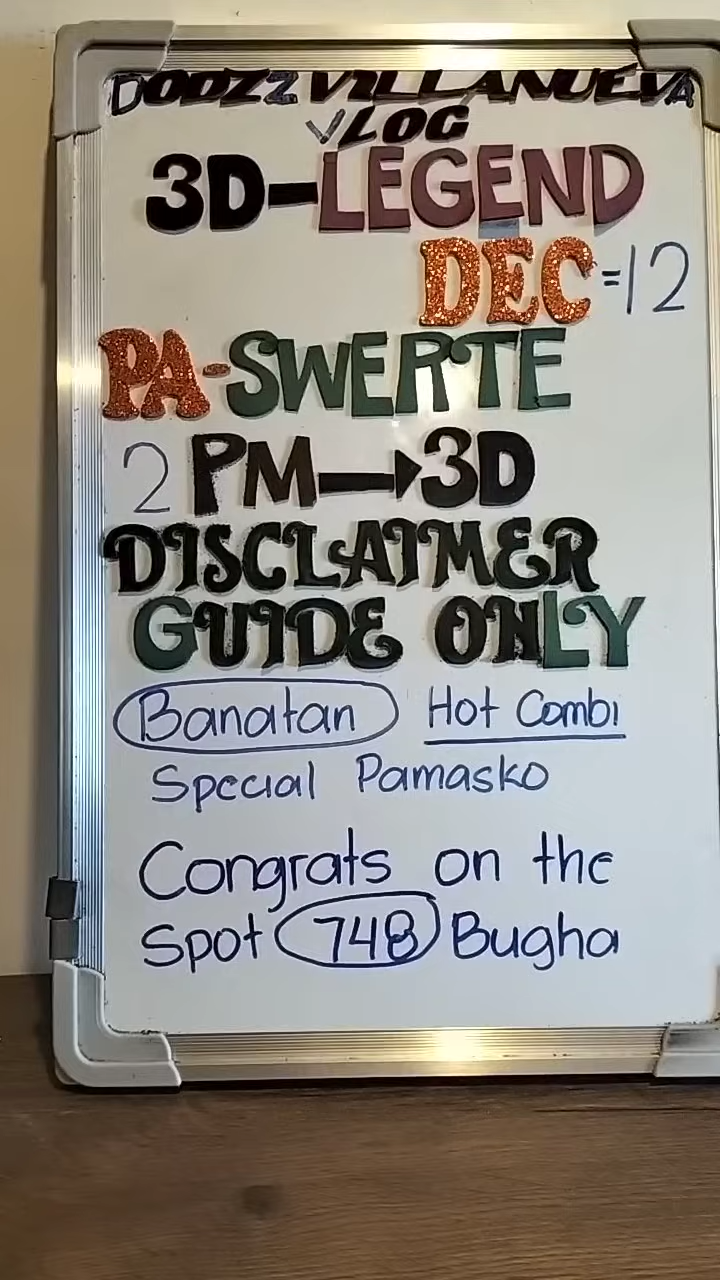 DODZZ VILLANUEVA
VLOG
3D-LEGEND
DEC=12
PA-SWERTE
2 PM→3D
DISCLAIMER
GUIDE ONLY
Banatan Hot Combi
Special Pamasko
Congrats on the
Spot 748 Bugha